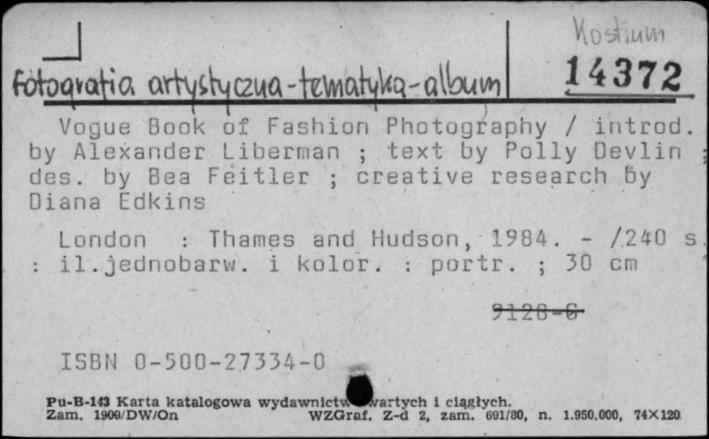 Kostium
14372
Fotografia artystyczna-tematyka-album
Vogue Book of Fashion Photography / introd.
by Alexander Liberman ; text by Polly Devlin ;
des. by Bea Feitler ; creative research by
Diana Edkins
London : Thames and Hudson, 1984. - /240 s.
: il.jednobarw. i kolor. : portr. ; 30 cm
9128-G
ISBN 0-500-27334-0
Pu-B-143 Karta katalogowa wydawnictw zwartych i ciągłych.
Zam. 1909/DW/On WZGraf. Z-d 2, zam. 691/80, n. 1.950.000, 74×120